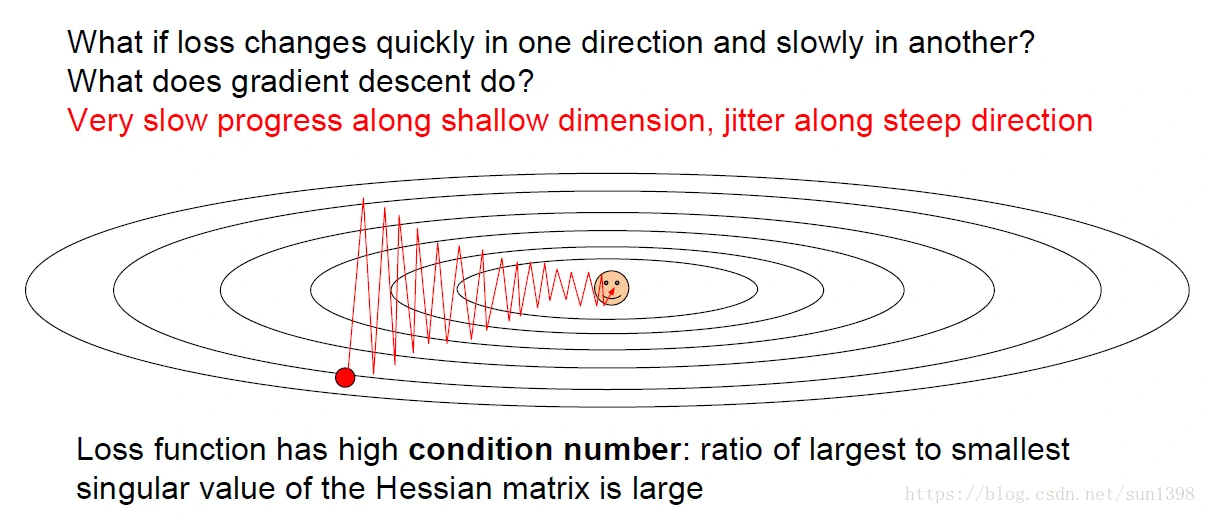 What if loss changes quickly in one direction and slowly in another?
What does gradient descent do?
Very slow progress along shallow dimension, jitter along steep direction
Loss function has high condition number: ratio of largest to smallest
singular value of the Hessian matrix is large
https://blog.csdn.net/sun1398